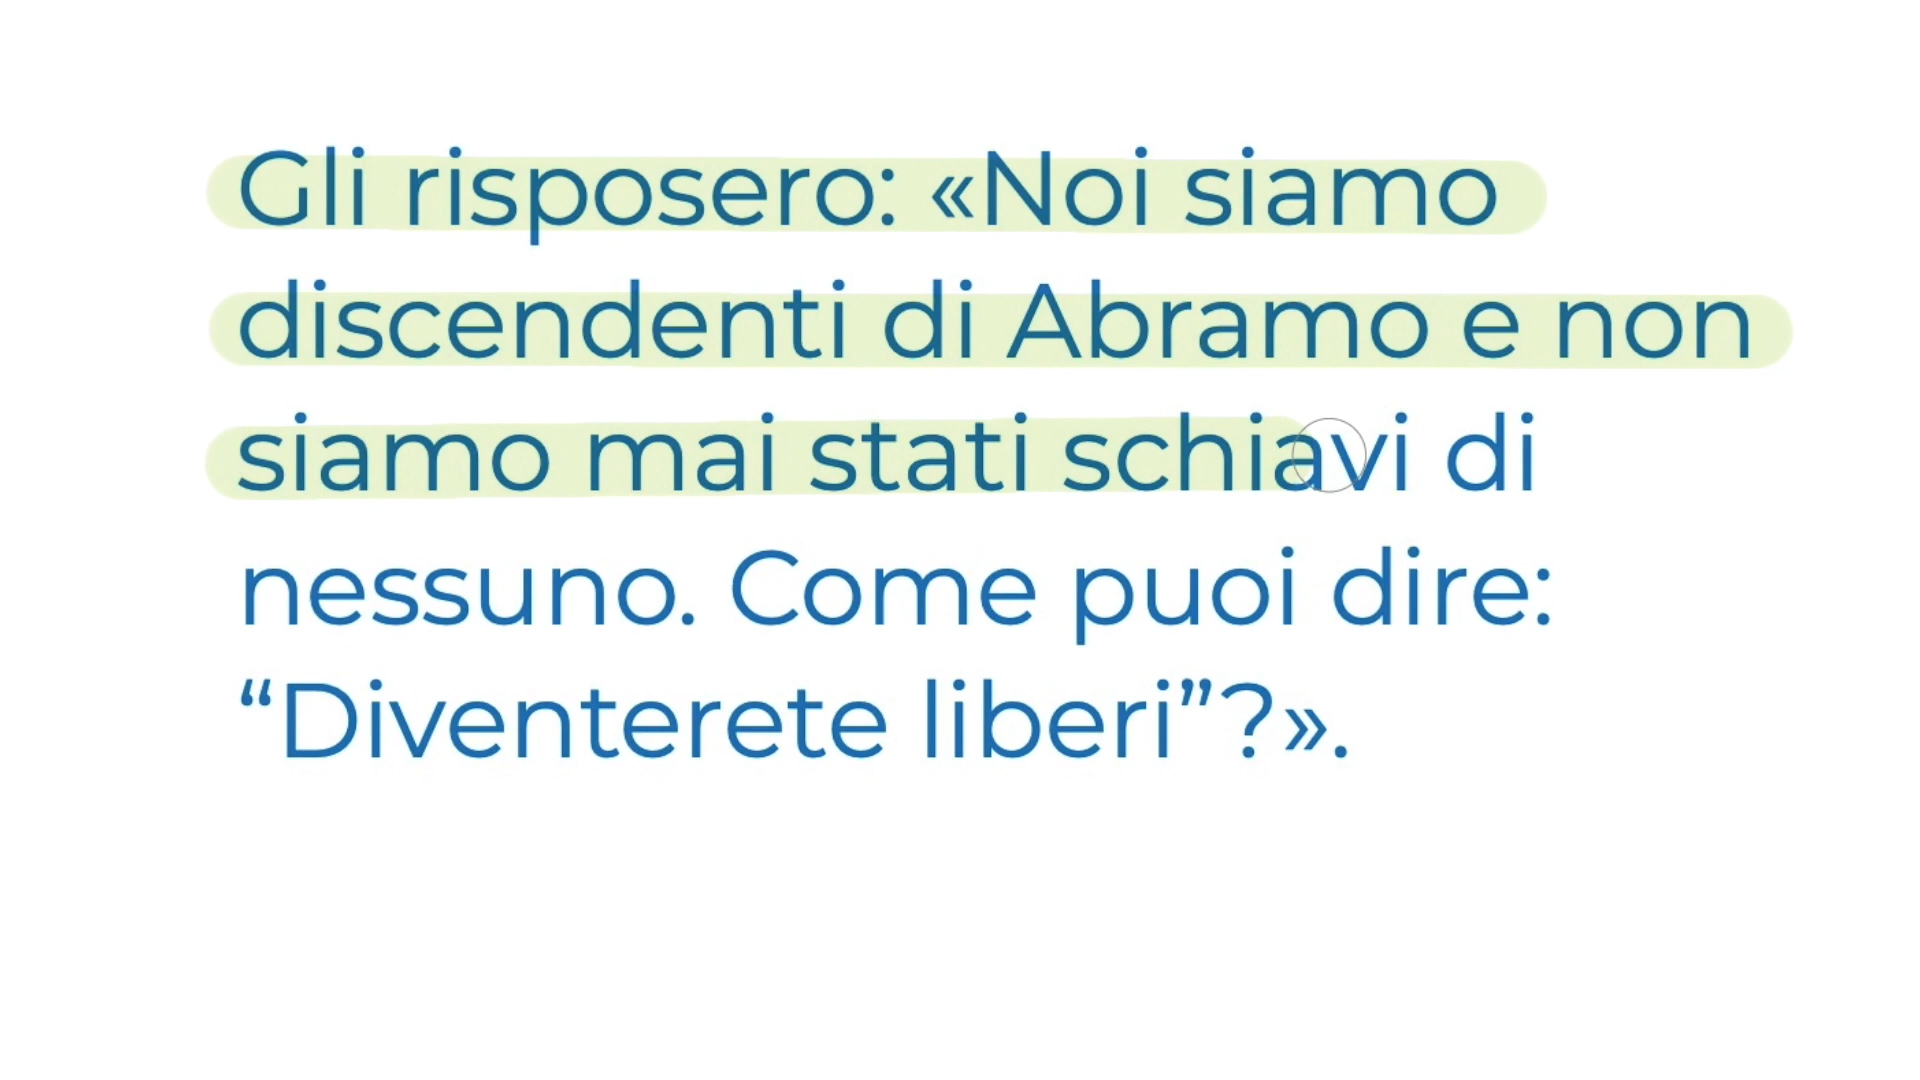 Gli risposero: «Noi siamo
discendenti di Abramo e non
siamo mai stati schiavi di
nessuno. Come puoi dire:
“Diventerete liberi”?».